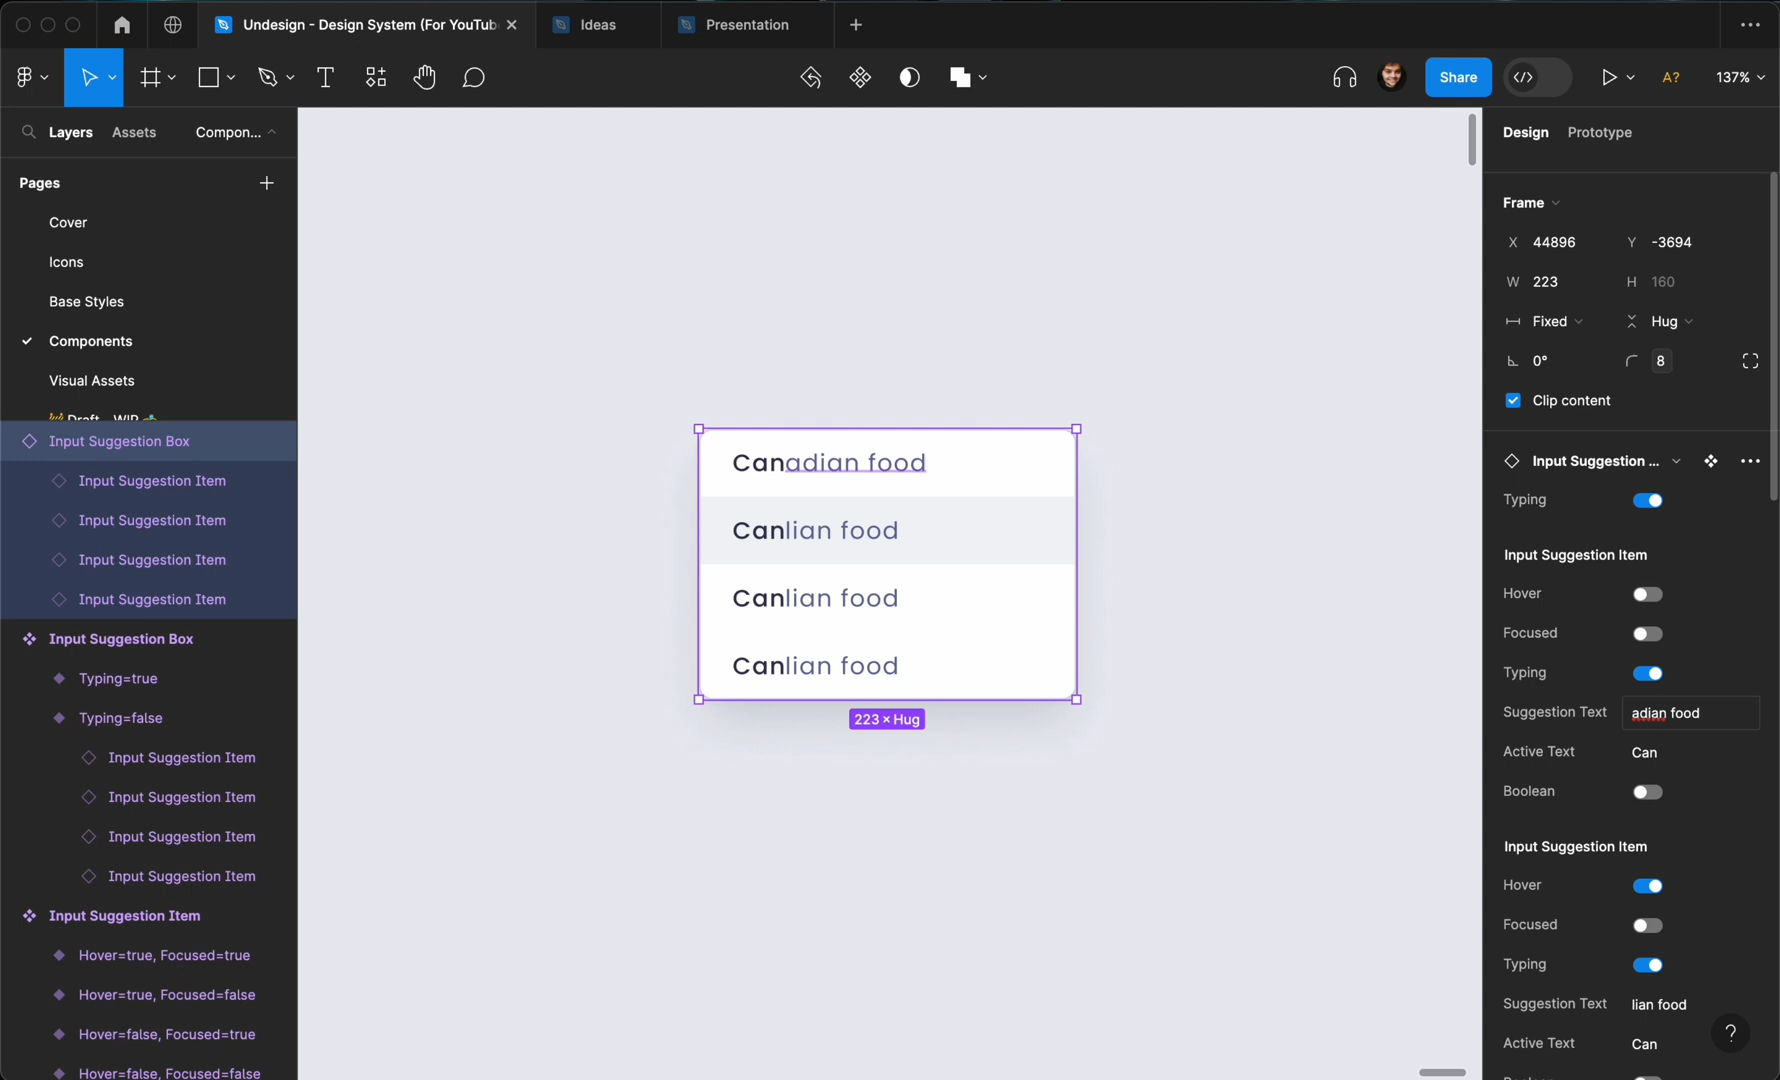 Undesign - Design System (For YouTub
Ideas
Presentation
Share
A?
137%
Layers
Assets
Compon...
Pages
Cover
Icons
Base Styles
Components
Visual Assets
Draft - WIP
Input Suggestion Box
Input Suggestion Item
Input Suggestion Item
Input Suggestion Item
Input Suggestion Item
Input Suggestion Box
Typing=true
Typing=false
Input Suggestion Item
Input Suggestion Item
Input Suggestion Item
Input Suggestion Item
Input Suggestion Item
Hover=true, Focused=true
Hover=true, Focused=false
Hover=false, Focused=true
Hover=false, Focused=false
Canadian food
Canlian food
Canlian food
Canlian food
223 × Hug
Design
Prototype
Frame
X 44896
Y -3694
W 223
H 160
Fixed
Hug
0°
8
Clip content
Input Suggestion ...
Typing
Input Suggestion Item
Hover
Focused
Typing
Suggestion Text adian food
Active Text Can
Boolean
Input Suggestion Item
Hover
Focused
Typing
Suggestion Text lian food
Active Text Can
?